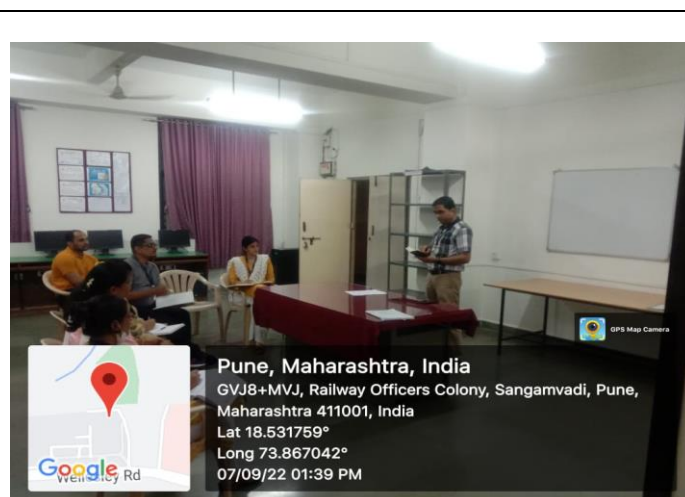 GPS Map Camera
Pune, Maharashtra, India
GVJ8+MVJ, Railway Officers Colony, Sangamvadi, Pune,
Maharashtra 411001, India
Lat 18.531759°
Long 73.867042°
07/09/22 01:39 PM
Google
Rd